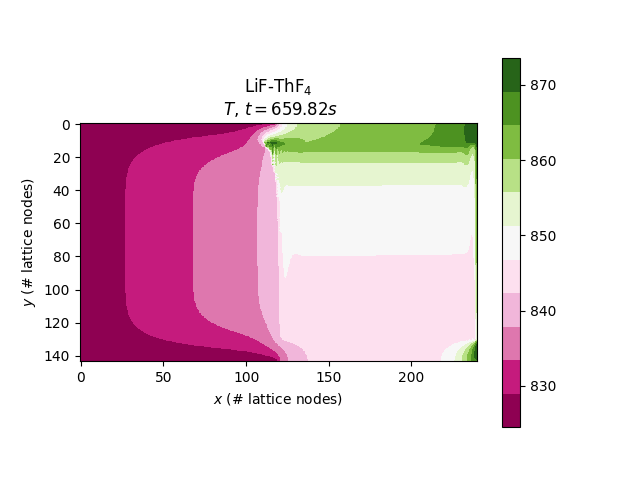 LiF-ThF₄
T, t = 659.82s
0
20
40
60
80
100
120
140
y (# lattice nodes)
0 50 100 150 200
x (# lattice nodes)
870
860
850
840
830